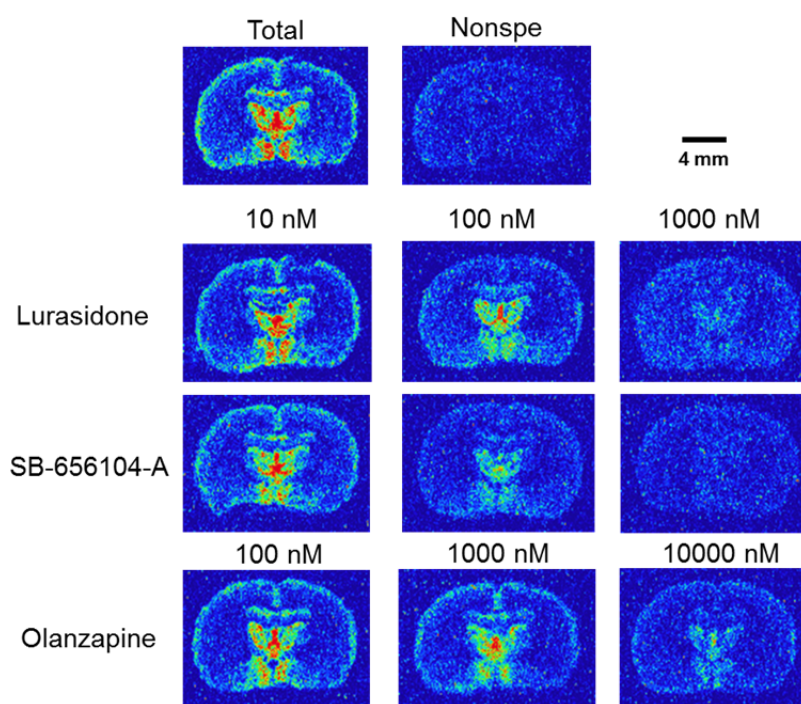 Total Nonspe
4 mm
10 nM 100 nM 1000 nM
Lurasidone
SB-656104-A
100 nM 1000 nM 10000 nM
Olanzapine